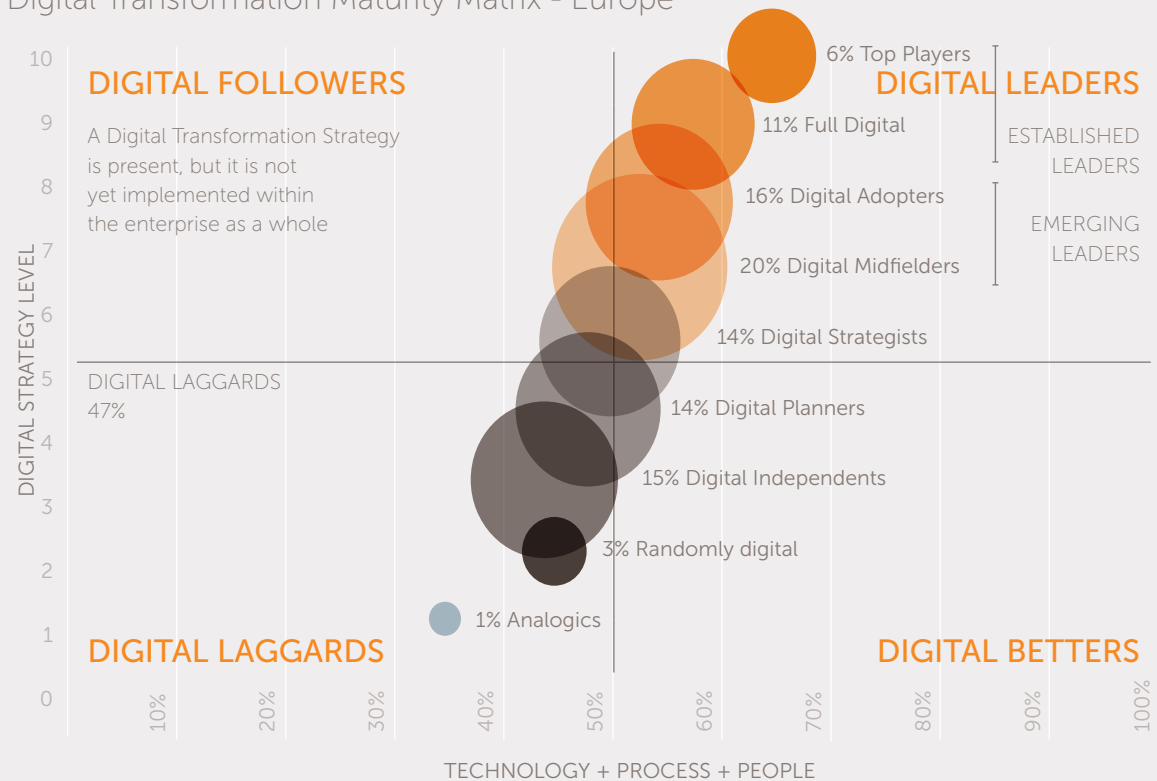 Digital Transformation Maturity Matrix - Europe
DIGITAL FOLLOWERS
A Digital Transformation Strategy
is present, but it is not
yet implemented within
the enterprise as a whole
DIGITAL LEADERS
ESTABLISHED
LEADERS
EMERGING
LEADERS
6% Top Players
11% Full Digital
16% Digital Adopters
20% Digital Midfielders
14% Digital Strategists
14% Digital Planners
15% Digital Independents
3% Randomly digital
1% Analogics
DIGITAL LAGGARDS
47%
DIGITAL LAGGARDS
DIGITAL BETTERS
DIGITAL STRATEGY LEVEL
10
9
8
7
6
5
4
3
2
1
0
10%
20%
30%
40%
50%
60%
70%
80%
90%
100%
TECHNOLOGY + PROCESS + PEOPLE